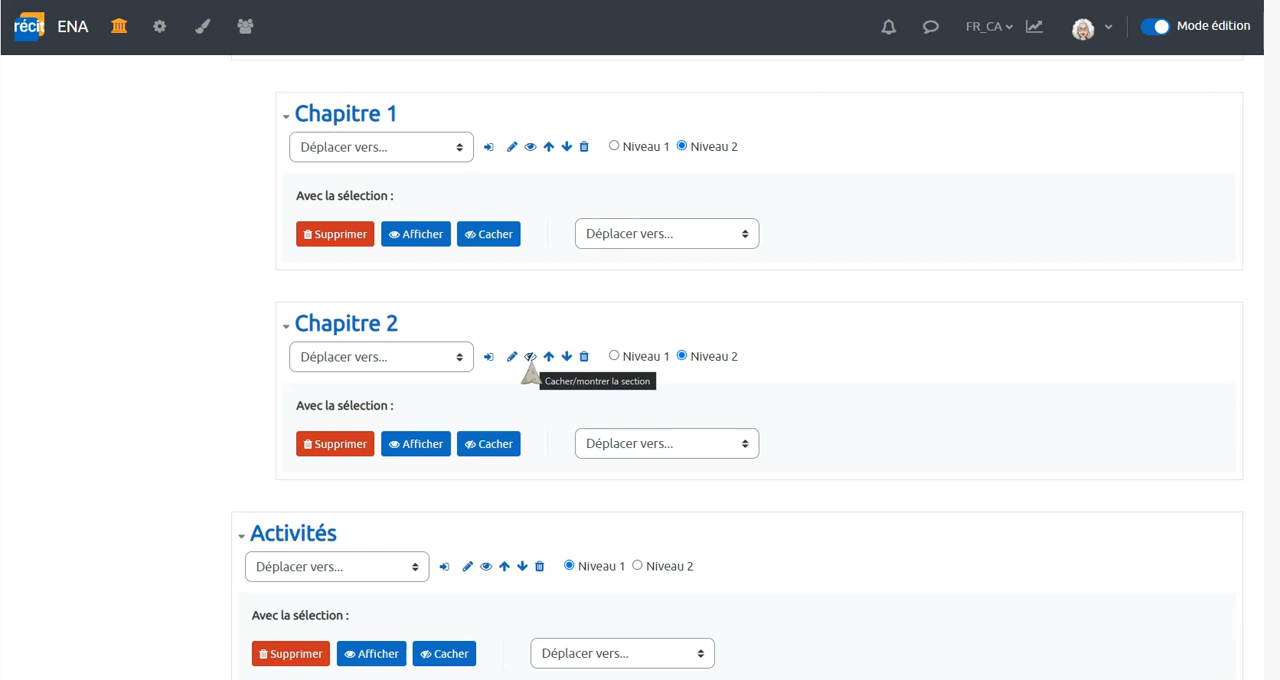 récit ENA FR_CA Mode édition
Chapitre 1
Déplacer vers... Niveau 1 Niveau 2
Avec la sélection :
Supprimer Afficher Cacher Déplacer vers...
Chapitre 2
Déplacer vers... Niveau 1 Niveau 2
Cacher/montrer la section
Avec la sélection :
Supprimer Afficher Cacher Déplacer vers...
Activités
Déplacer vers... Niveau 1 Niveau 2
Avec la sélection :
Supprimer Afficher Cacher Déplacer vers...